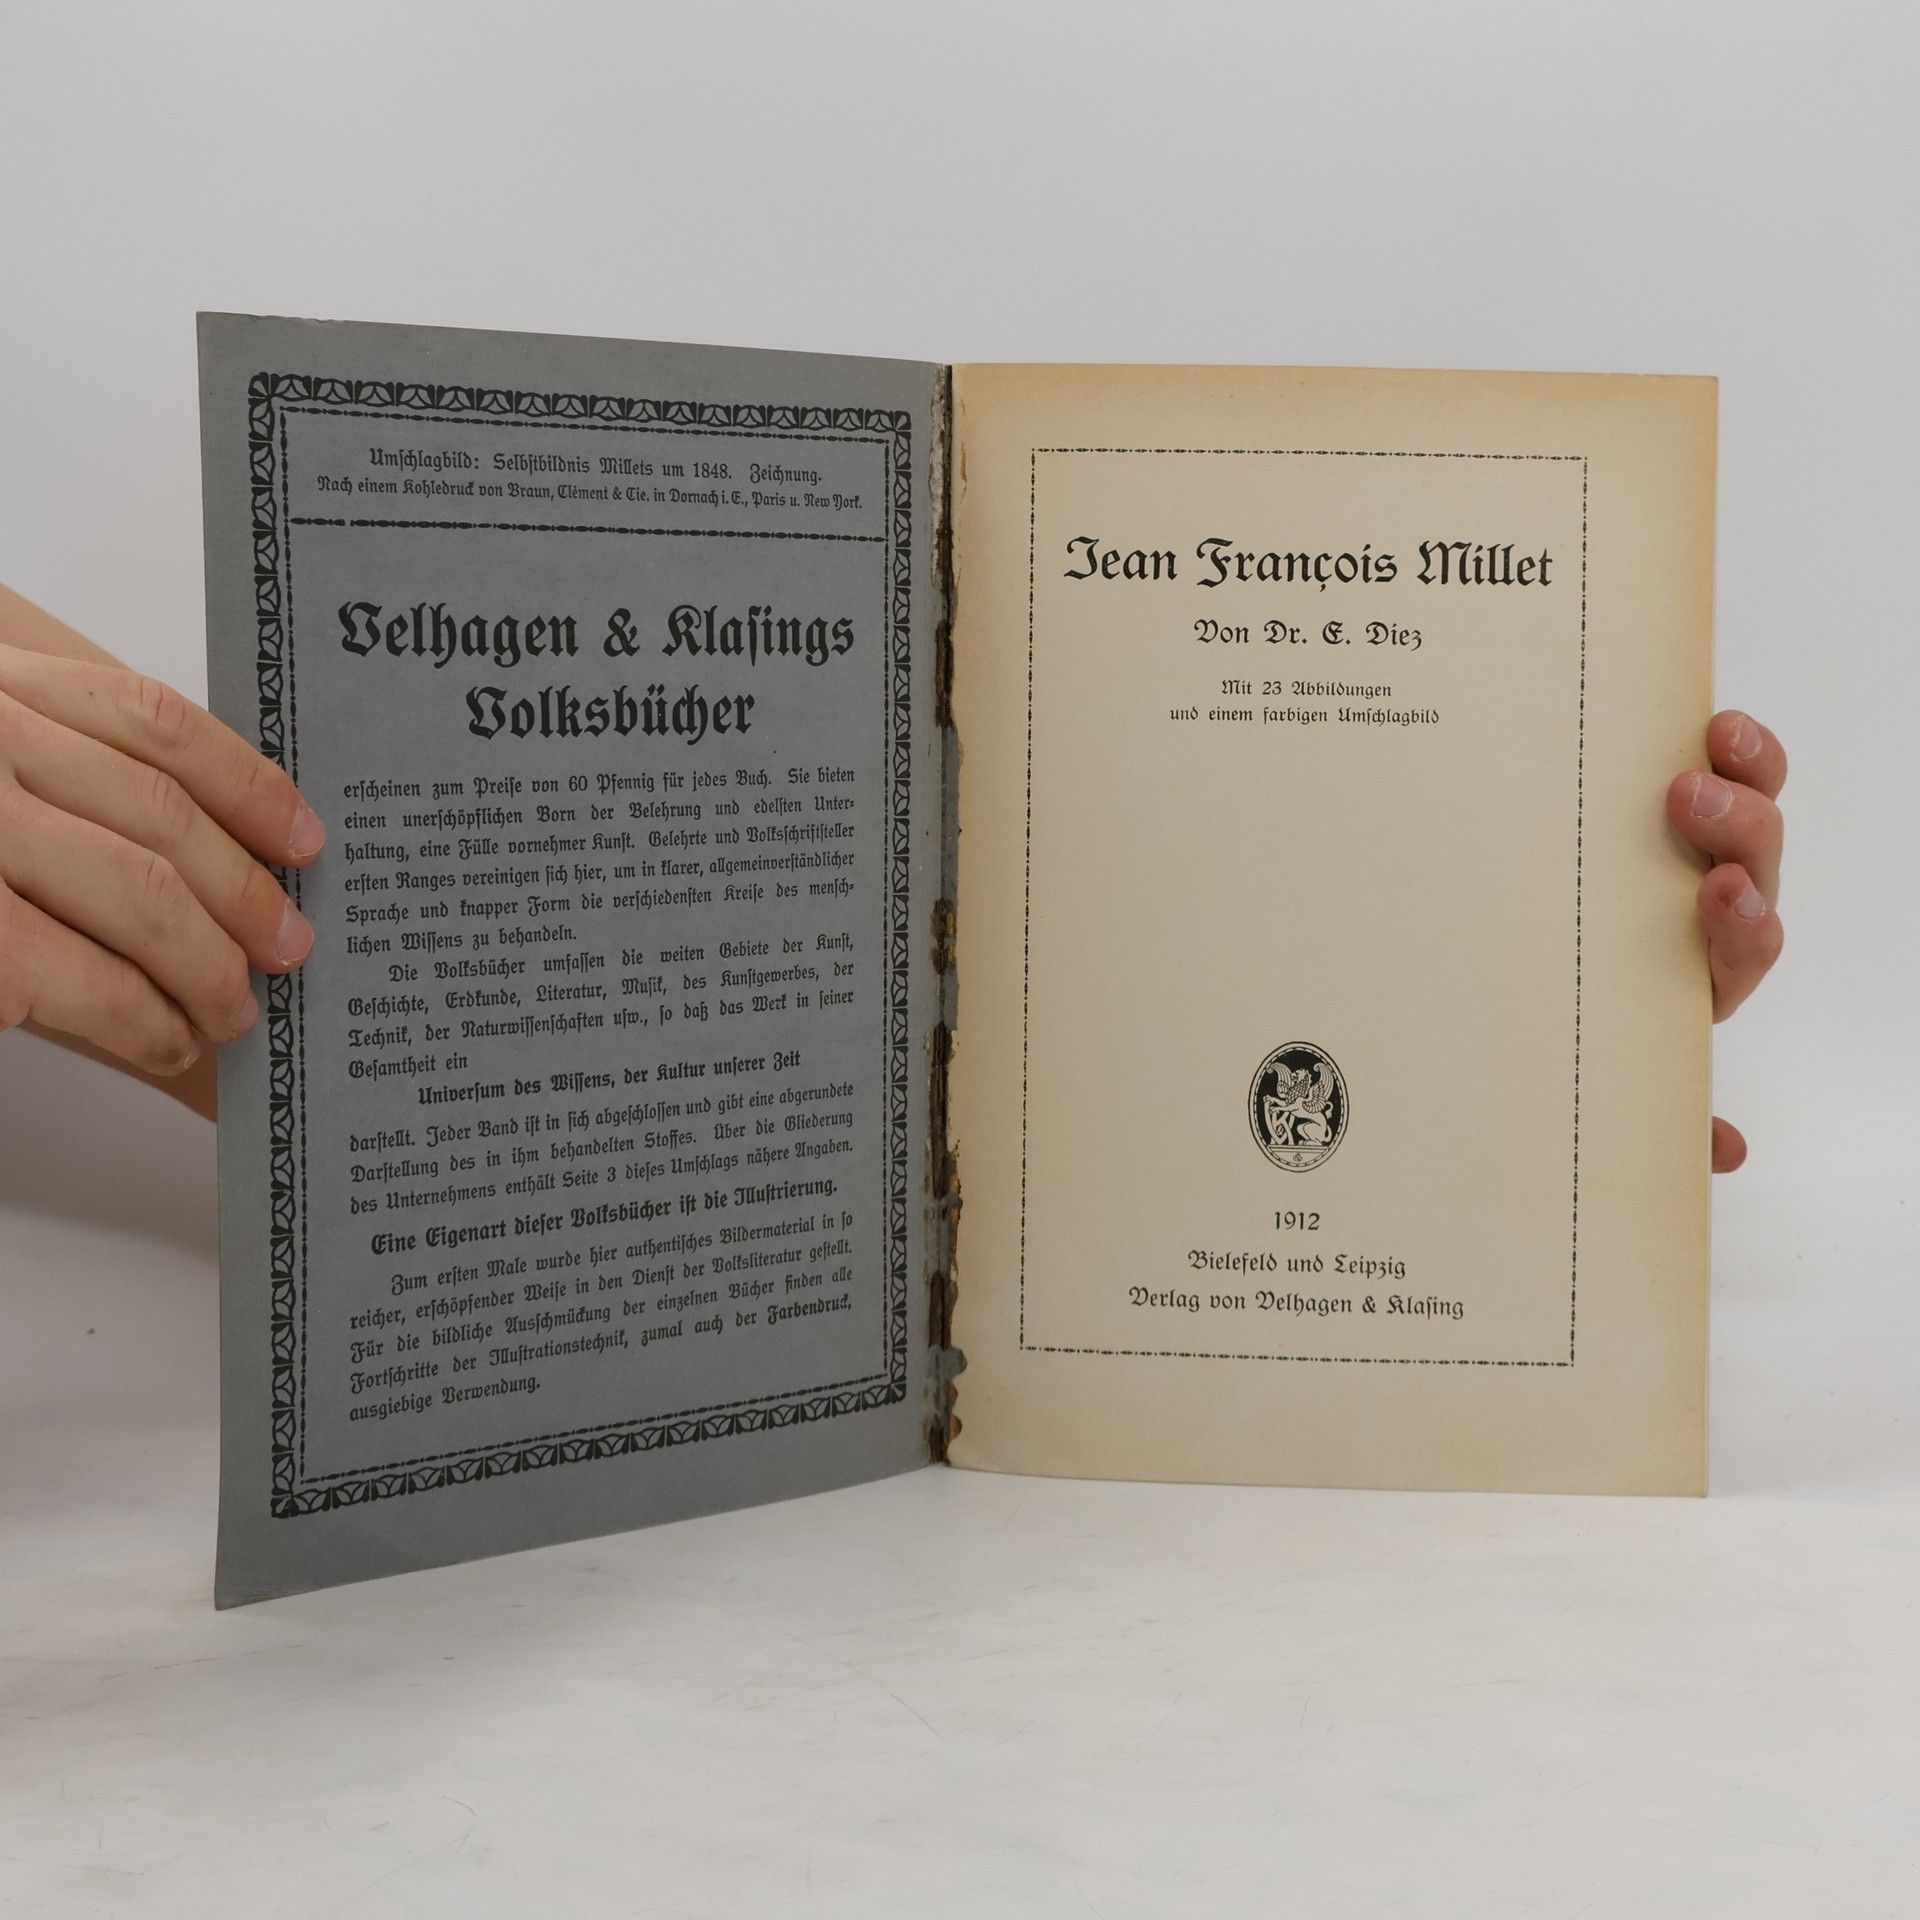 Umschlagbild: Selbstbildnis Millets um 1848. Zeichnung.
Nach einem Kohledruck von Braun, Clément & Cie. in Dornach i. E., Paris u. New York.
Velhagen & Klasings
Volksbücher
erscheinen zum Preise von 60 Pfennig für jedes Buch. Sie bieten
einen unerschöpflichen Born der Belehrung und edelsten Unter-
haltung, eine Fülle vornehmer Kunst. Gelehrte und Volksschriftsteller
ersten Ranges vereinigen sich hier, um in klarer, allgemeinverständlicher
Sprache und knapper Form die verschiedensten Kreise des mensch-
lichen Wissens zu behandeln.
Die Volksbücher umfassen die weiten Gebiete der Kunst,
Geschichte, Erdkunde, Literatur, Musik, des Kunstgewerbes, der
Technik, der Naturwissenschaften usw., so daß das Werk in seiner
Gesamtheit ein
Universum des Wissens, der Kultur unserer Zeit
darstellt. Jeder Band ist in sich abgeschlossen und gibt eine abgerundete
Darstellung des in ihm behandelten Stoffes. Über die Gliederung
des Unternehmens enthält Seite 3 dieses Umschlags nähere Angaben.
Eine Eigenart dieser Volksbücher ist die Illustrierung.
Zum ersten Male wurde hier authentisches Bildermaterial in so
reicher, erschöpfender Weise in den Dienst der Volksliteratur gestellt.
Für die bildliche Ausschmückung der einzelnen Bücher finden alle
Fortschritte der Illustrationstechnik, zumal auch der Farbendruck,
ausgiebige Verwendung.
Jean François Millet
Von Dr. E. Diez
Mit 23 Abbildungen
und einem farbigen Umschlagbild
1912
Bielefeld und Leipzig
Verlag von Velhagen & Klasing